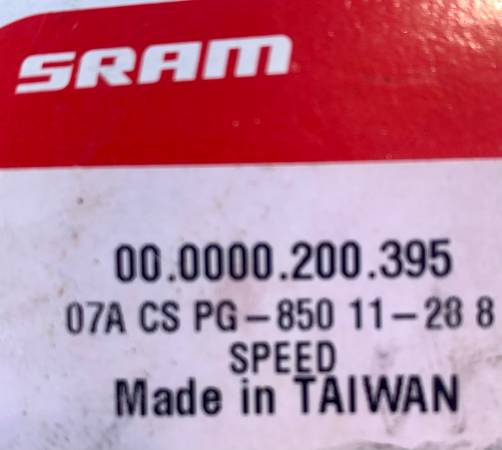 SRAM
00.0000.200.395
07A CS PG-850 11-28 8
SPEED
Made in TAIWAN